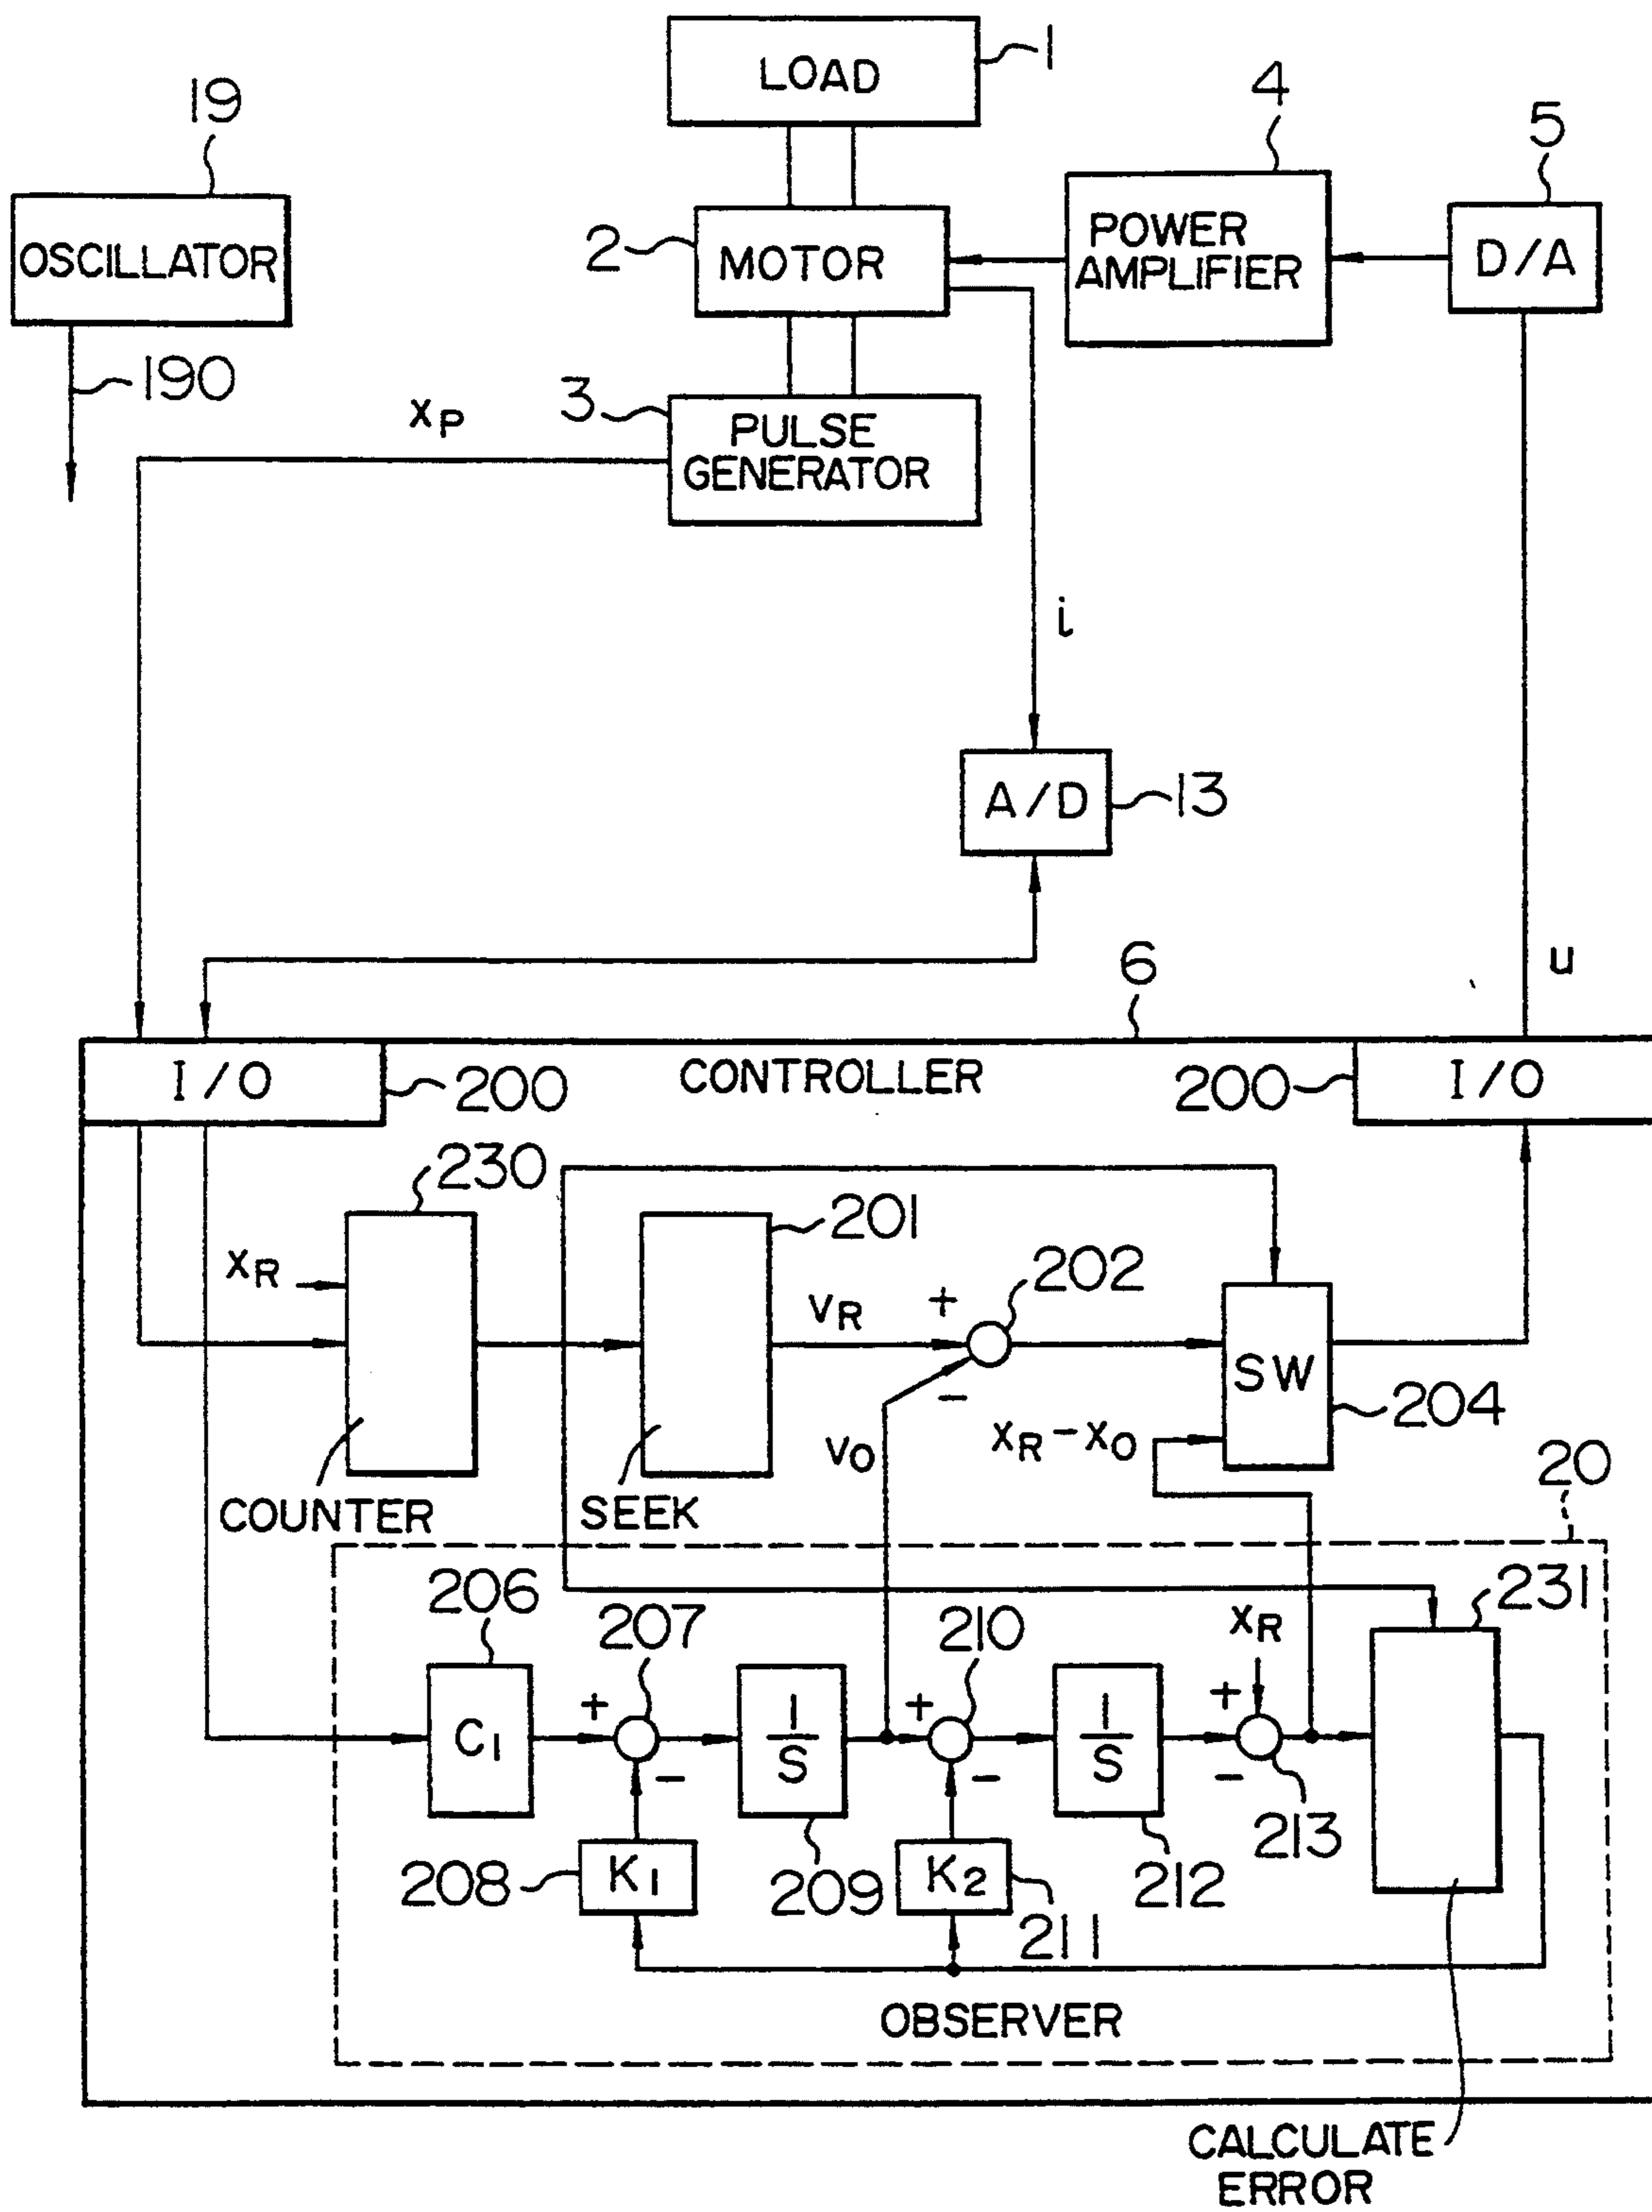 LOAD
1
19
4
5
OSCILLATOR
2
MOTOR
POWER
AMPLIFIER
D/A
190
3
PULSE
GENERATOR
xP
i
A/D
13
6
u
I/O
200
CONTROLLER
200
I/O
230
201
xR
vR
+
202
SW
−
204
vO
xR−xO
20
COUNTER
SEEK
206
207
210
xR
231
C1
+
−
1
S
+
−
1
S
+
−
213
208
K1
209
K2
211
212
OBSERVER
CALCULATE
ERROR